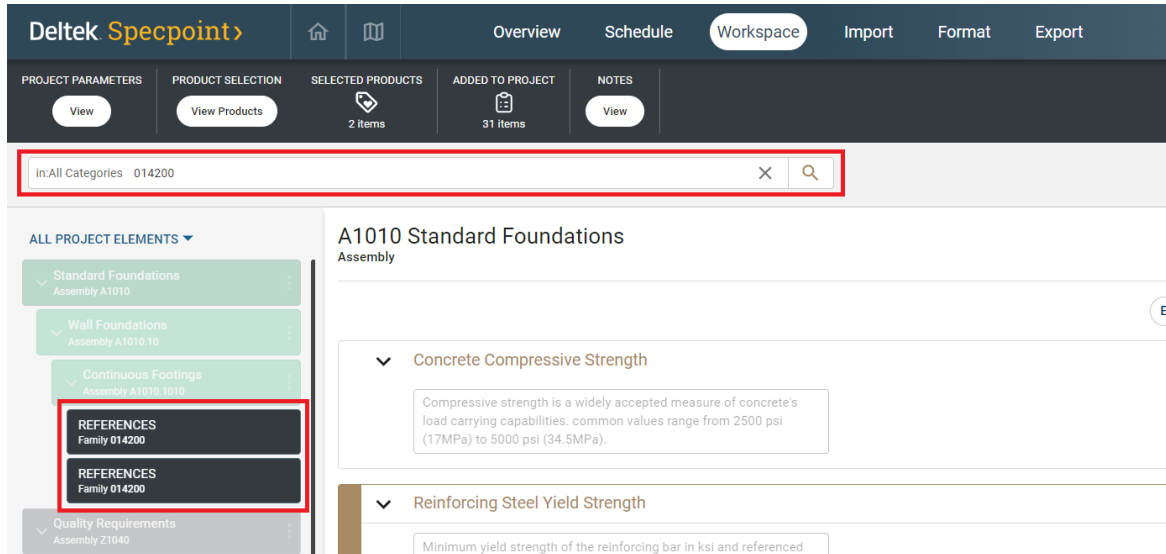 Deltek. Specpoint>
Overview Schedule Workspace Import Format Export
PROJECT PARAMETERS PRODUCT SELECTION SELECTED PRODUCTS ADDED TO PROJECT NOTES
View View Products 2 items 31 items View
in:All Categories 014200
ALL PROJECT ELEMENTS
Standard Foundations
Assembly A1010
Wall Foundations
Assembly A1010.10
Continuous Footings
Assembly A1010.1010
REFERENCES
Family 014200
REFERENCES
Family 014200
Quality Requirements
Assembly Z1040
A1010 Standard Foundations
Assembly
E
Concrete Compressive Strength
Compressive strength is a widely accepted measure of concrete's
load carrying capabilities. common values range from 2500 psi
(17MPa) to 5000 psi (34.5MPa).
Reinforcing Steel Yield Strength
Minimum yield strength of the reinforcing bar in ksi and referenced